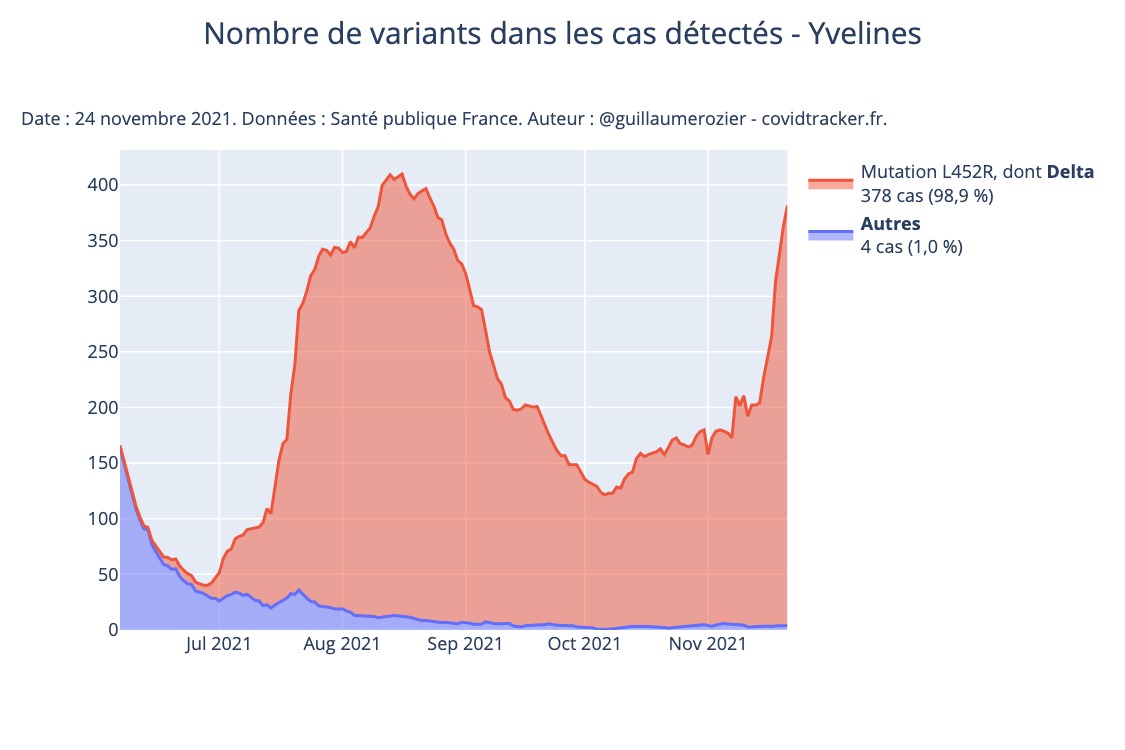 Nombre de variants dans les cas détectés - Yvelines
Date : 24 novembre 2021. Données : Santé publique France. Auteur : @guillaumerozier - covidtracker.fr.
Mutation L452R, dont Delta
378 cas (98,9 %)
Autres
4 cas (1,0 %)
400
350
300
250
200
150
100
50
0
Jul 2021
Aug 2021
Sep 2021
Oct 2021
Nov 2021